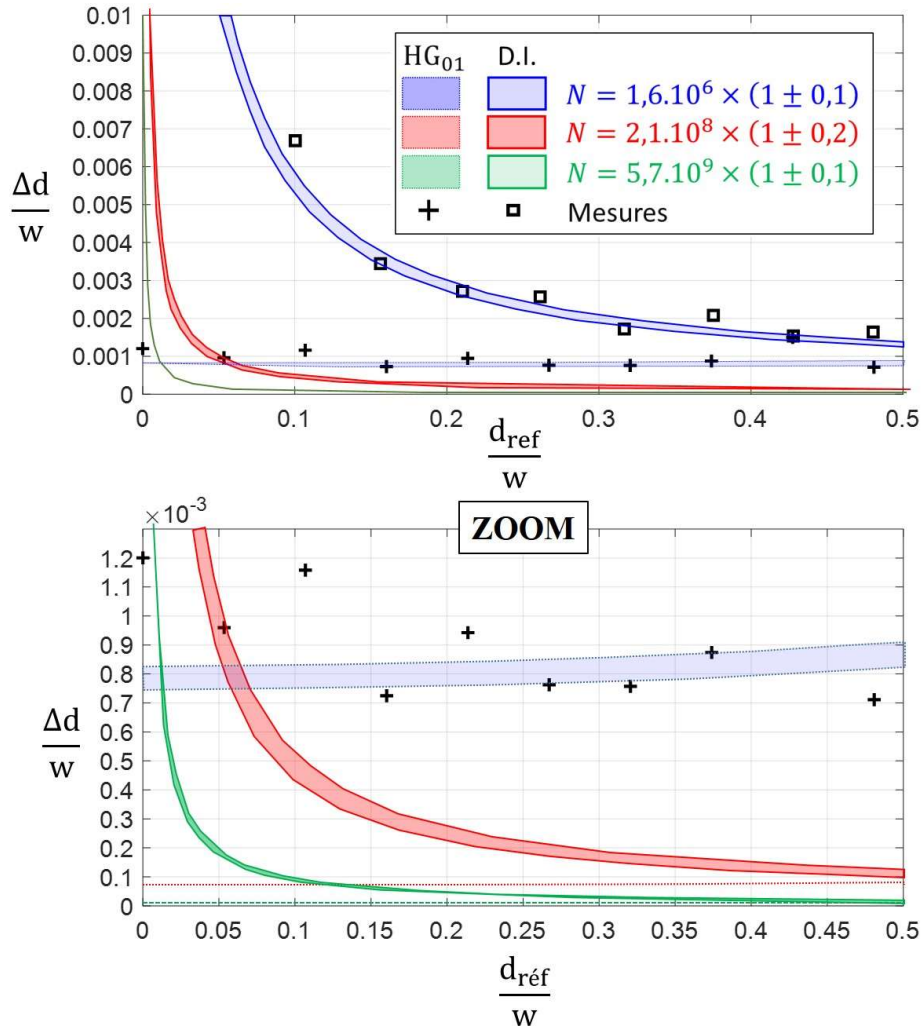 0.01
0.009
0.008
0.007
0.006
0.005
0.004
0.003
0.002
0.001
0
Δd
w
HG₀₁ D.I.
N = 1,6.10⁶ × (1 ± 0,1)
N = 2,1.10⁸ × (1 ± 0,2)
N = 5,7.10⁹ × (1 ± 0,1)
Mesures
0 0.1 0.2 0.3 0.4 0.5
d_ref
w
× 10⁻³
ZOOM
1.2
1
0.9
0.8
0.7
0.6
0.5
0.4
0.3
0.2
0.1
0
Δd
w
0 0.05 0.1 0.15 0.2 0.25 0.3 0.35 0.4 0.45 0.5
d_réf
w